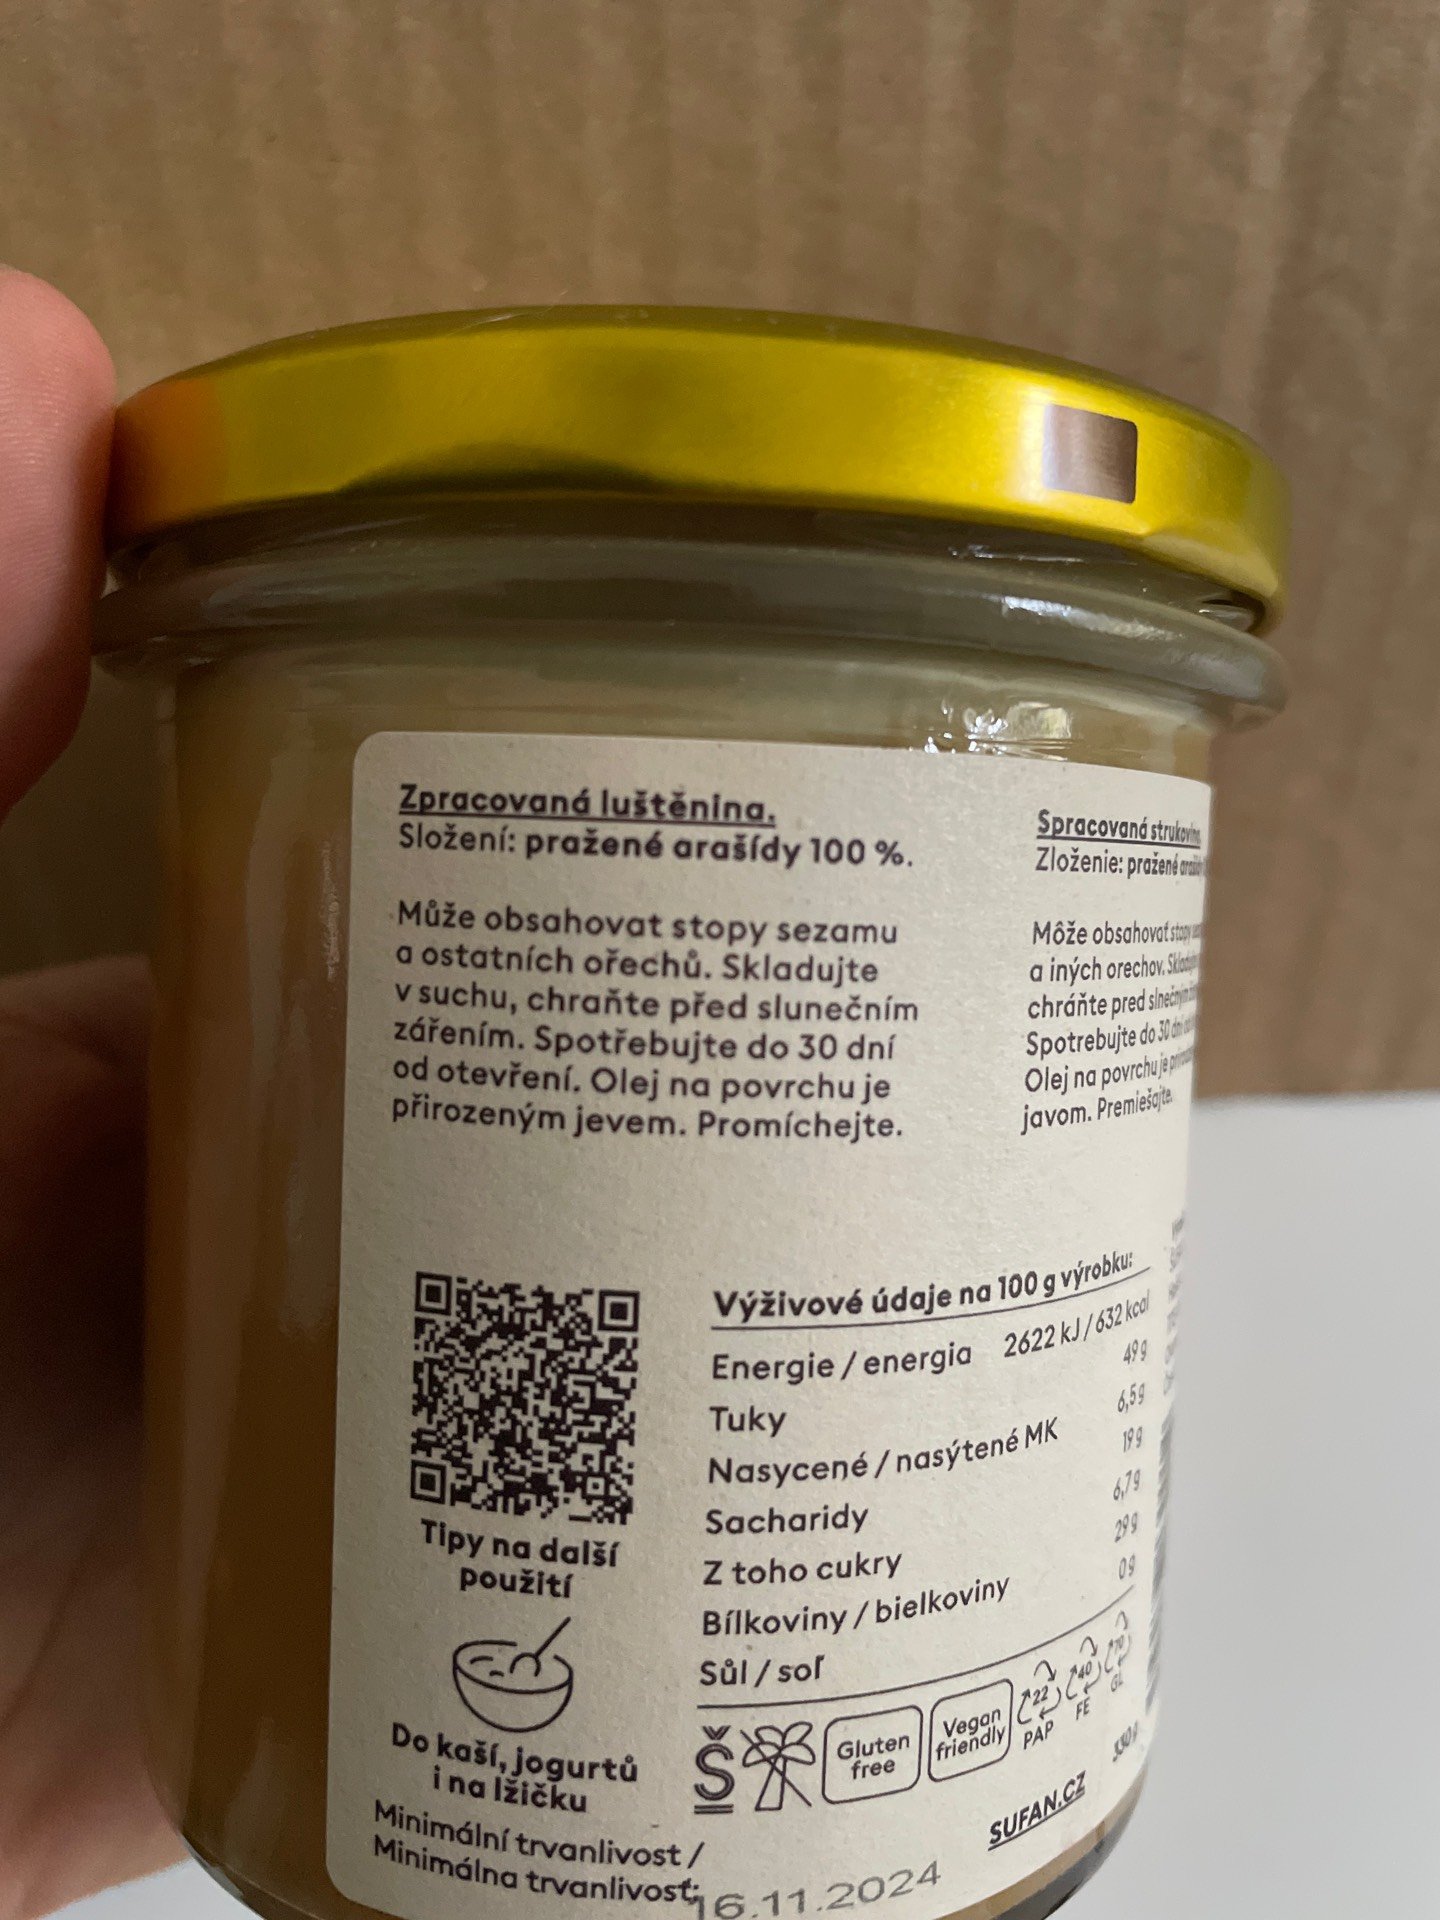 Zpracovaná luštěnina.
Složení: pražené arašídy 100 %.
Může obsahovat stopy sezamu
a ostatních ořechů. Skladujte
v suchu, chraňte před slunečním
zářením. Spotřebujte do 30 dní
od otevření. Olej na povrchu je
přirozeným jevem. Promíchejte.
Spracovaná strukovina.
Zloženie: pražené arašidy
Môže obsahovať stopy
a iných orechov. Skladujte
chráňte pred slnečným
Spotrebujte do 30 dní
Olej na povrchu je
javom. Premiešajte.
Tipy na další
použití
Do kaší, jogurtů
i na lžičku
Výživové údaje na 100 g výrobku:
Energie / energia 2622 kJ / 632 kcal
Tuky 49 g
Nasycené / nasýtené MK 6,5 g
Sacharidy 19 g
Z toho cukry 6,7 g
Bílkoviny / bielkoviny 29 g
Sůl / soľ 0 g
Š
Gluten
free
Vegan
friendly
22
PAP
40
FE
70
GL
SUFAN.CZ
330 g
Minimální trvanlivost /
Minimálna trvanlivosť:
16.11.2024